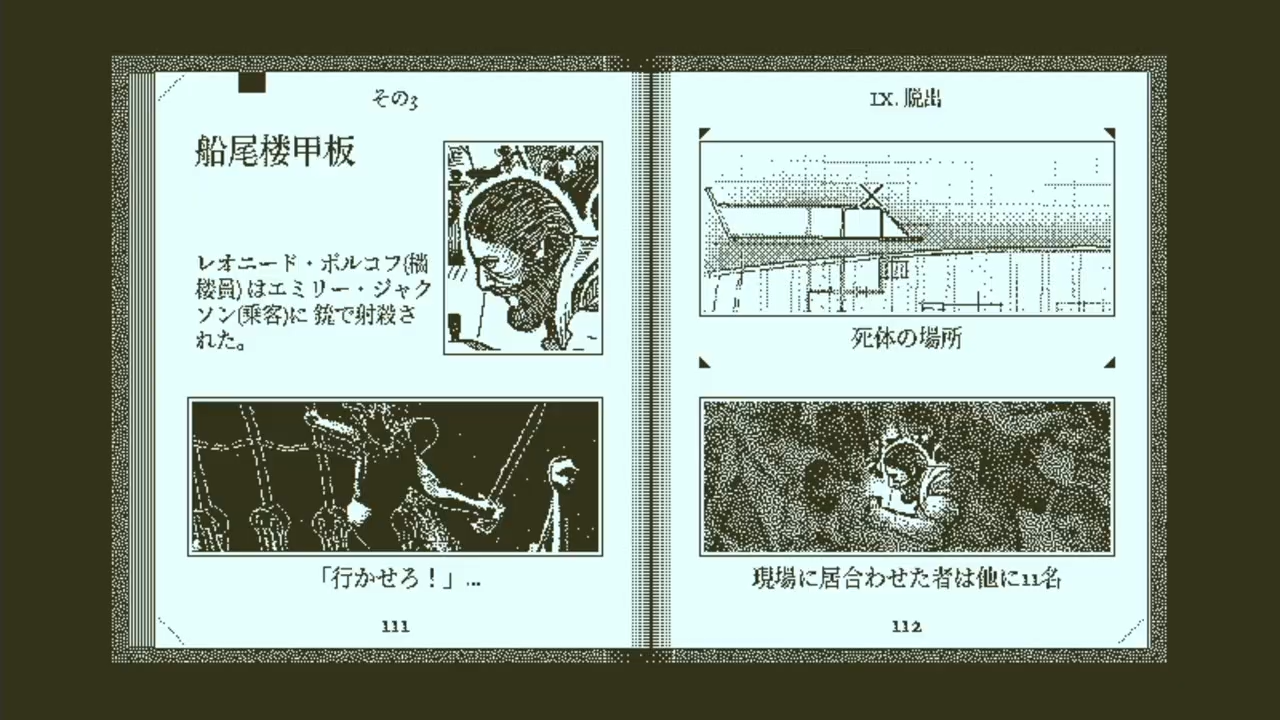 その3
船尾楼甲板
レオニード・ボルコフ(檣
楼員)はエミリー・ジャク
ソン(乗客)に 銃で射殺さ
れた。
「行かせろ！」...
111
IX. 脱出
死体の場所
現場に居合わせた者は他に11名
112